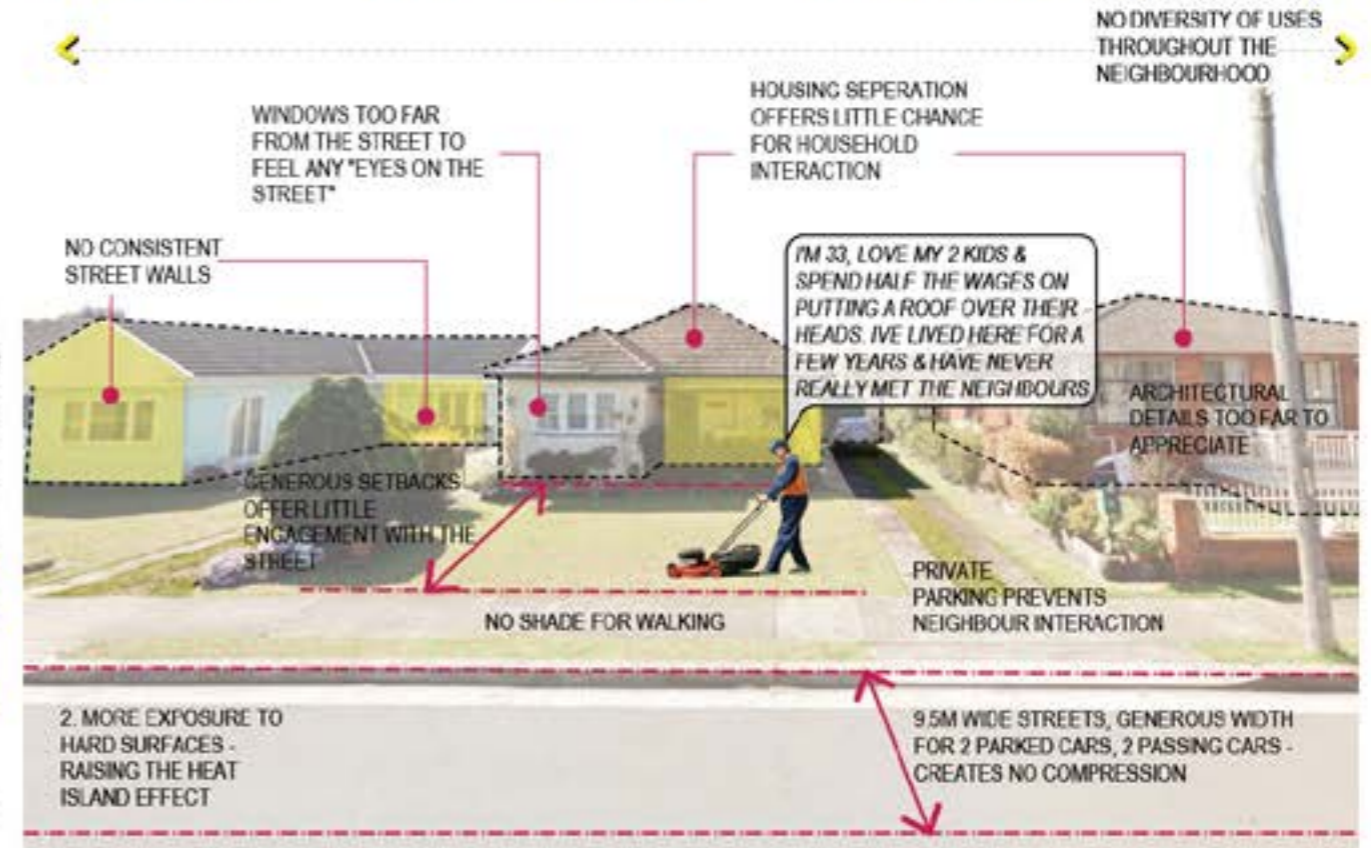 NO DIVERSITY OF USES
THROUGHOUT THE
NEIGHBOURHOOD
HOUSING SEPERATION
OFFERS LITTLE CHANCE
FOR HOUSEHOLD
INTERACTION
WINDOWS TOO FAR
FROM THE STREET TO
FEEL ANY "EYES ON THE
STREET"
NO CONSISTENT
STREET WALLS
I'M 33, LOVE MY 2 KIDS &
SPEND HALF THE WAGES ON
PUTTING A ROOF OVER THEIR
HEADS. IVE LIVED HERE FOR A
FEW YEARS & HAVE NEVER
REALLY MET THE NEIGHBOURS
ARCHITECTURAL
DETAILS TOO FAR TO
APPRECIATE
GENEROUS SETBACKS
OFFER LITTLE
ENGAGEMENT WITH THE
STREET
PRIVATE
PARKING PREVENTS
NEIGHBOUR INTERACTION
NO SHADE FOR WALKING
2. MORE EXPOSURE TO
HARD SURFACES -
RAISING THE HEAT
ISLAND EFFECT
9.5M WIDE STREETS, GENEROUS WIDTH
FOR 2 PARKED CARS, 2 PASSING CARS -
CREATES NO COMPRESSION